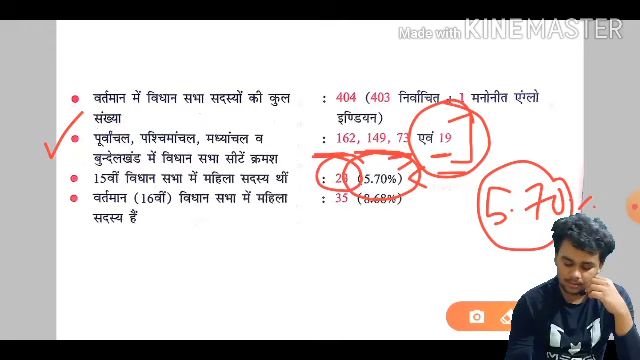 Made with KINEMASTER
वर्तमान में विधान सभा सदस्यों की कुल : 404 (403 निर्वाचित + 1 मनोनीत एंग्लो
संख्या इण्डियन
पूर्वांचल, पश्चिमांचल, मध्यांचल व : 162, 149, 73 एवं 19
बुन्देलखंड में विधान सभा सीटें क्रमश
15वीं विधान सभा में महिला सदस्य थीं : 23 (5.70%)
वर्तमान (16वीं) विधान सभा में महिला : 35 (8.68%)
सदस्य हैं
5.70%